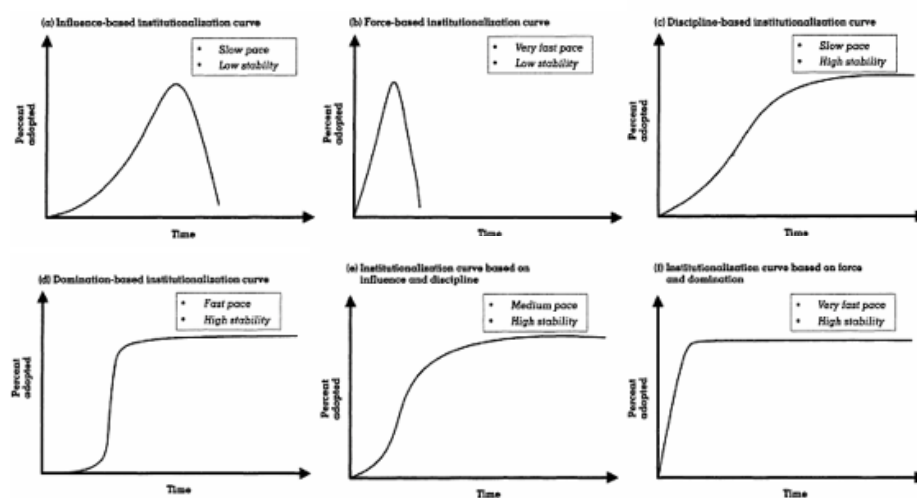 (a) Influence-based institutionalisation curve
• Slow pace
• Low stability
Percent
adopted
Time
(b) Force-based institutionalisation curve
• Very fast pace
• Low stability
Percent
adopted
Time
(c) Discipline-based institutionalisation curve
• Slow pace
• High stability
Percent
adopted
Time
(d) Domination-based institutionalisation curve
• Fast pace
• High stability
Percent
adopted
Time
(e) Institutionalisation curve based on
influence and discipline
• Medium pace
• High stability
Percent
adopted
Time
(f) Institutionalisation curve based on force
and domination
• Very fast pace
• High stability
Percent
adopted
Time